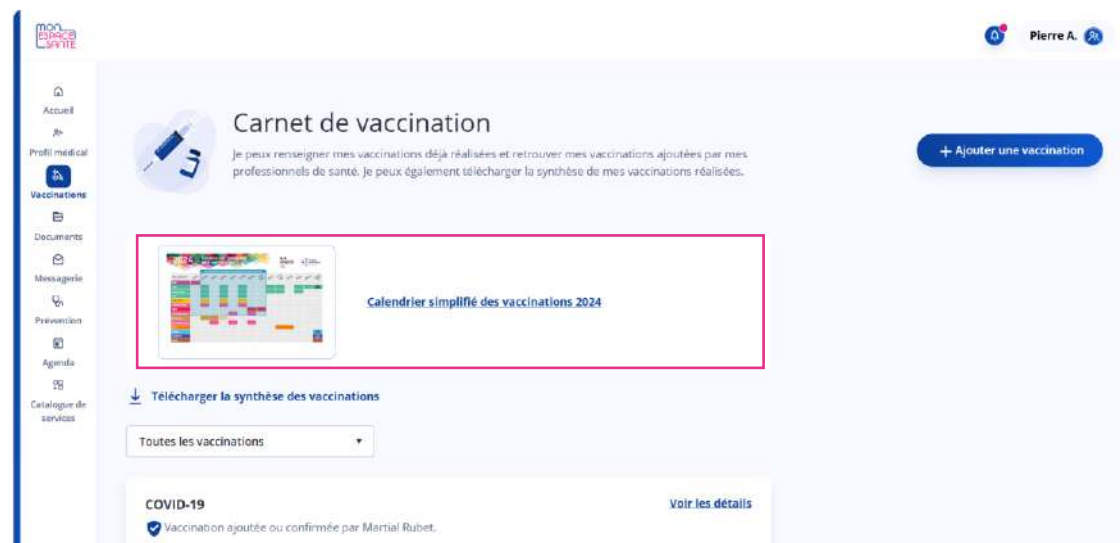 mon
ESPACE
SANTÉ
Pierre A.
Accueil
Profil médical
Vaccinations
Documents
Messagerie
Prévention
Agenda
Catalogue de
services
Carnet de vaccination
Je peux renseigner mes vaccinations déjà réalisées et retrouver mes vaccinations ajoutées par mes
professionnels de santé. Je peux également télécharger la synthèse de mes vaccinations réalisées.
+ Ajouter une vaccination
2024
Calendrier simplifié des vaccinations 2024
Télécharger la synthèse des vaccinations
Toutes les vaccinations
COVID-19
Voir les détails
Vaccination ajoutée ou confirmée par Martial Rubet.